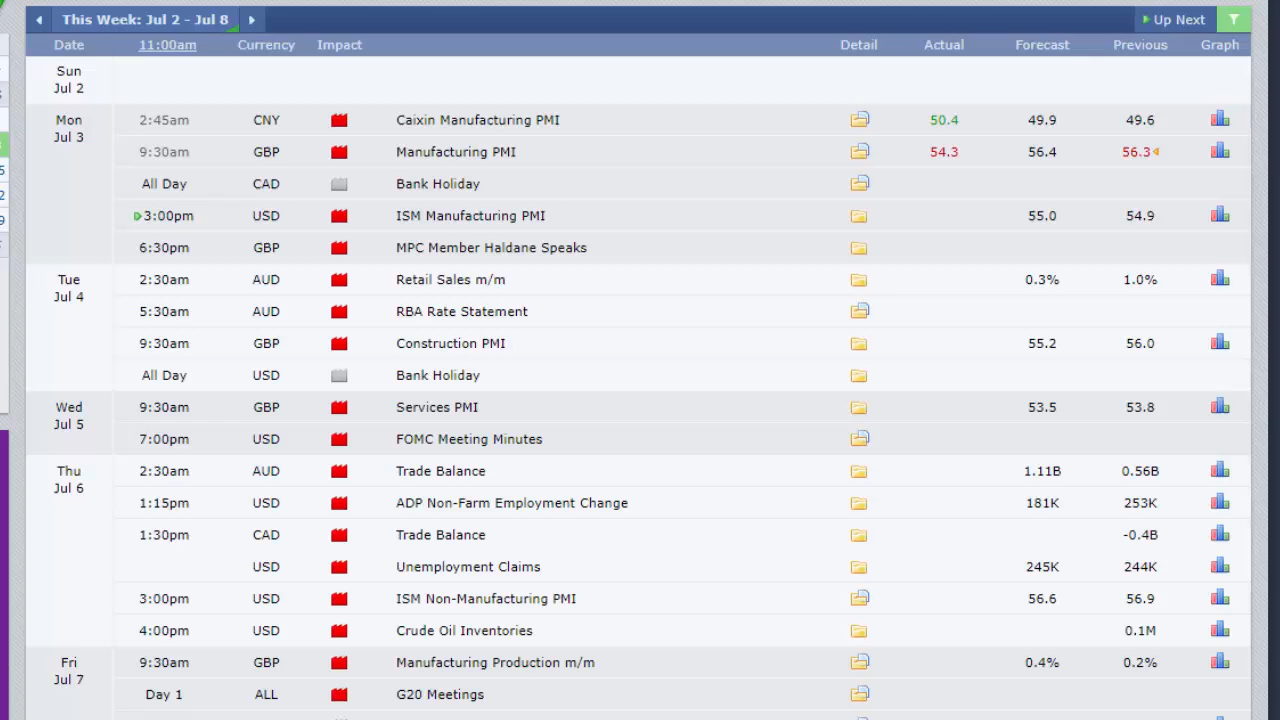 This Week: Jul 2 - Jul 8 Up Next
Date 11:00am Currency Impact Detail Actual Forecast Previous Graph
Sun
Jul 2
Mon 2:45am CNY Caixin Manufacturing PMI 50.4 49.9 49.6
Jul 3
9:30am GBP Manufacturing PMI 54.3 56.4 56.3
All Day CAD Bank Holiday
3:00pm USD ISM Manufacturing PMI 55.0 54.9
6:30pm GBP MPC Member Haldane Speaks
Tue 2:30am AUD Retail Sales m/m 0.3% 1.0%
Jul 4
5:30am AUD RBA Rate Statement
9:30am GBP Construction PMI 55.2 56.0
All Day USD Bank Holiday
Wed 9:30am GBP Services PMI 53.5 53.8
Jul 5
7:00pm USD FOMC Meeting Minutes
Thu 2:30am AUD Trade Balance 1.11B 0.56B
Jul 6
1:15pm USD ADP Non-Farm Employment Change 181K 253K
1:30pm CAD Trade Balance -0.4B
USD Unemployment Claims 245K 244K
3:00pm USD ISM Non-Manufacturing PMI 56.6 56.9
4:00pm USD Crude Oil Inventories 0.1M
Fri 9:30am GBP Manufacturing Production m/m 0.4% 0.2%
Jul 7
Day 1 ALL G20 Meetings